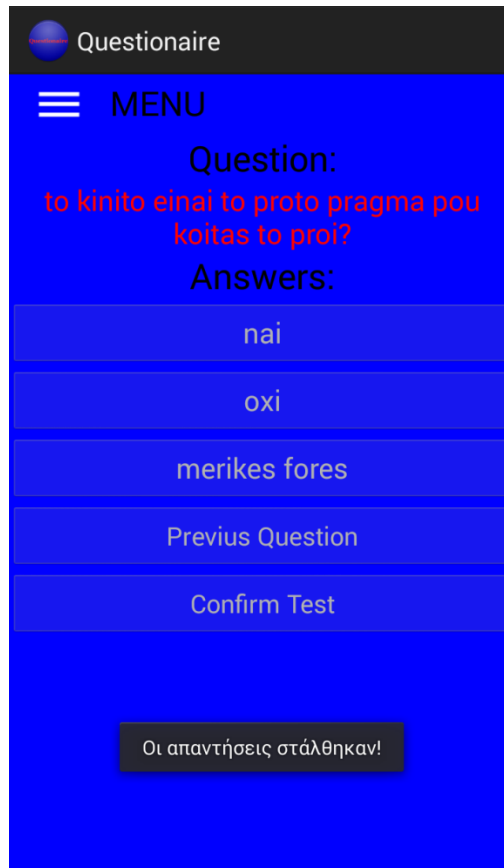 Questionaire
MENU
Question:
to kinito einai to proto pragma pou
koitas to proi?
Answers:
nai
oxi
merikes fores
Previus Question
Confirm Test
Οι απαντήσεις στάλθηκαν!